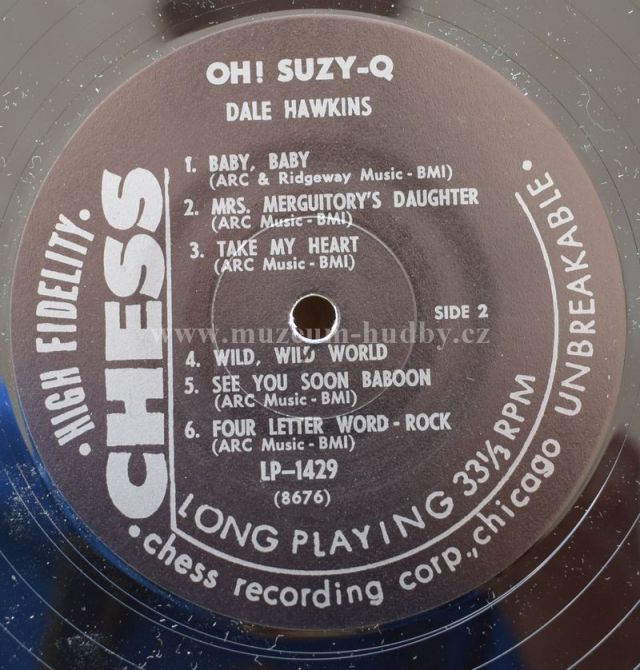 OH! SUZY-Q
DALE HAWKINS
1. BABY, BABY
(ARC & Ridgeway Music - BMI)
2. MRS. MERGUITORY'S DAUGHTER
(ARC Music - BMI)
3. TAKE MY HEART
(ARC Music - BMI)
SIDE 2
www.muzeum-hudby.cz
4. WILD, WILD WORLD
5. SEE YOU SOON BABOON
(ARC Music - BMI)
6. FOUR LETTER WORD - ROCK
(ARC Music - BMI)
LP-1429
(8676)
• HIGH FIDELITY •
CHESS
LONG PLAYING 33⅓ RPM
• chess recording corp., chicago UNBREAKABLE •